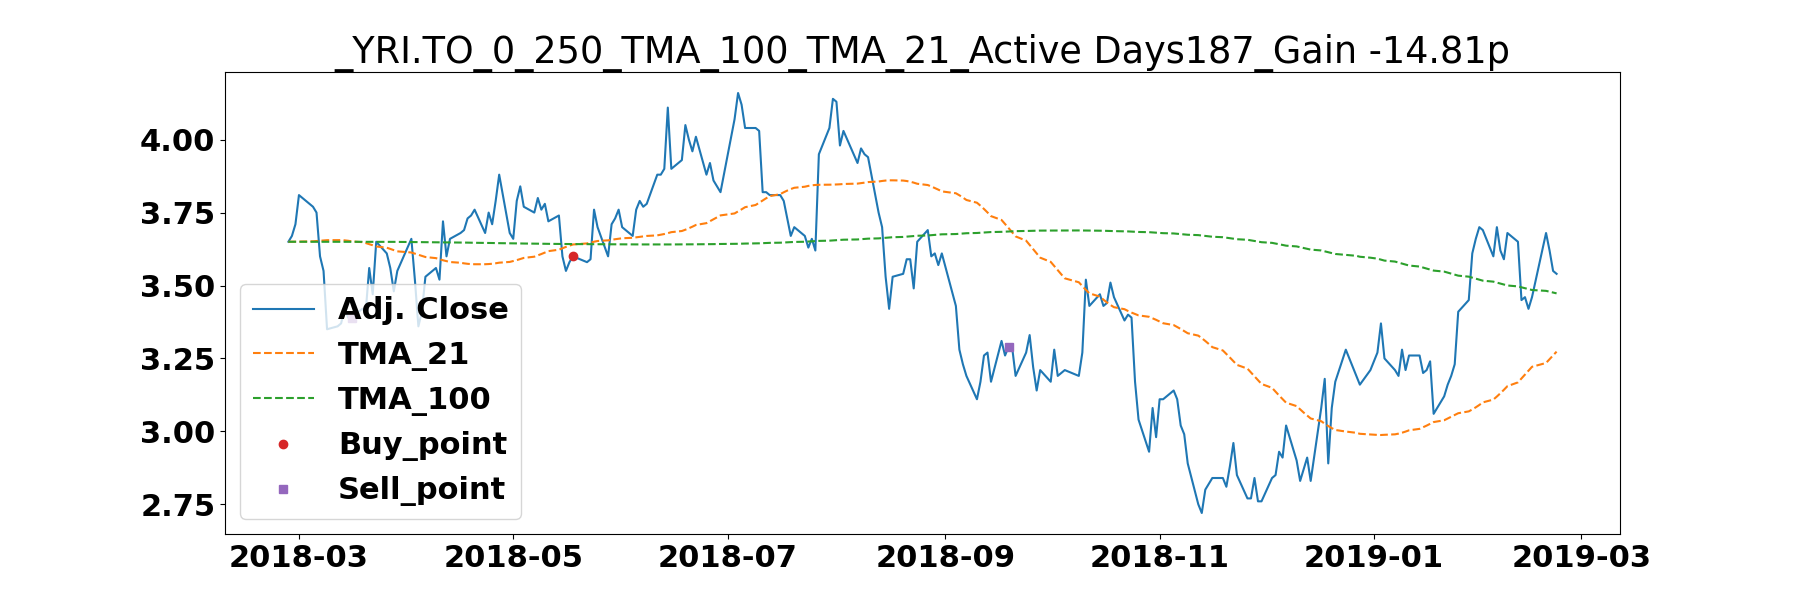 _YRI.TO_0_250_TMA_100_TMA_21_Active Days187_Gain -14.81p
4.00
3.75
3.50
3.25
3.00
2.75
Adj. Close
TMA_21
TMA_100
Buy_point
Sell_point
2018-03 2018-05 2018-07 2018-09 2018-11 2019-01 2019-03